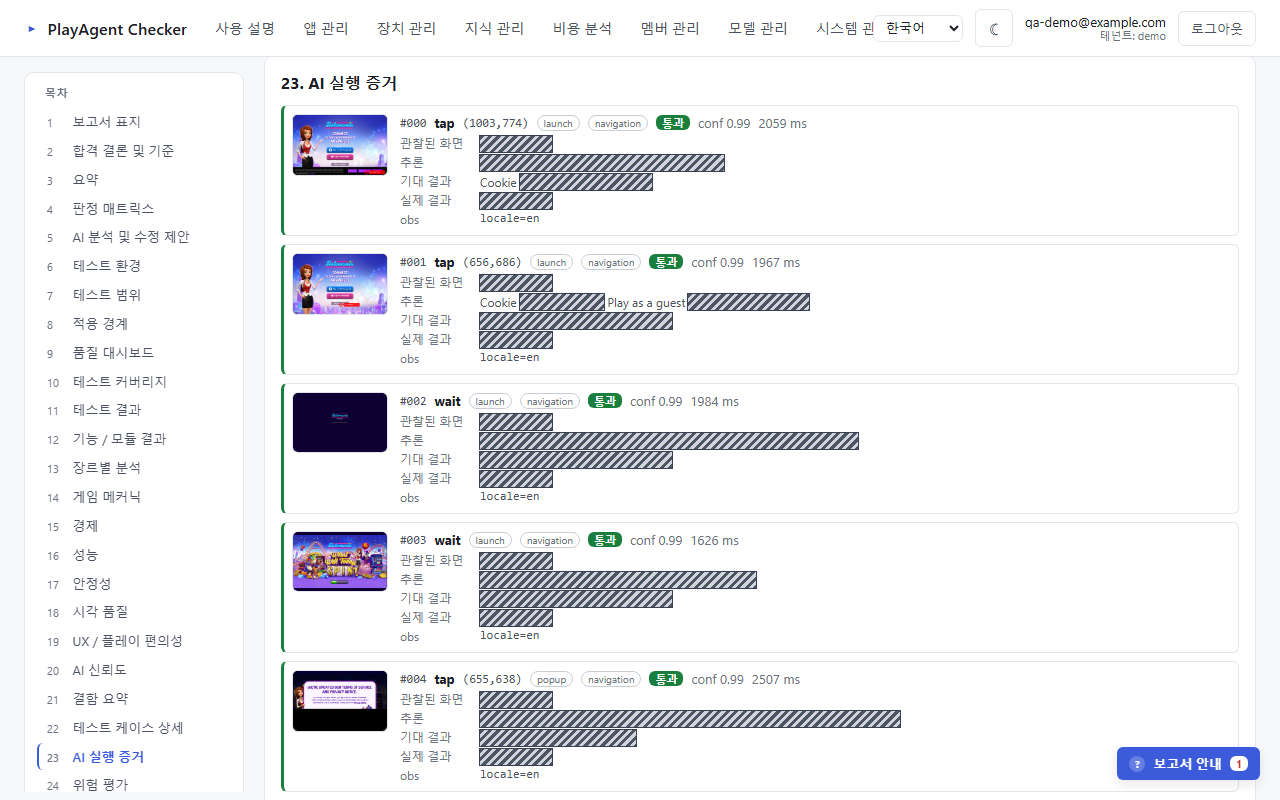 PlayAgent Checker 사용 설명 앱 관리 장치 관리 지식 관리 비용 분석 멤버 관리 모델 관리 시스템 관 한국어 qa-demo@example.com 로그아웃
테넌트: demo
목차
1 보고서 표지
2 합격 결론 및 기준
3 요약
4 판정 매트릭스
5 AI 분석 및 수정 제안
6 테스트 환경
7 테스트 범위
8 적용 경계
9 품질 대시보드
10 테스트 커버리지
11 테스트 결과
12 기능 / 모듈 결과
13 장르별 분석
14 게임 메커닉
15 경제
16 성능
17 안정성
18 시각 품질
19 UX / 플레이 편의성
20 AI 신뢰도
21 결함 요약
22 테스트 케이스 상세
23 AI 실행 증거
24 위험 평가
23. AI 실행 증거
#000 tap (1003,774) launch navigation 통과 conf 0.99 2059 ms
관찰된 화면
추론
기대 결과 Cookie
실제 결과
obs locale=en
#001 tap (656,686) launch navigation 통과 conf 0.99 1967 ms
관찰된 화면
추론 Cookie Play as a guest
기대 결과
실제 결과
obs locale=en
#002 wait launch navigation 통과 conf 0.99 1984 ms
관찰된 화면
추론
기대 결과
실제 결과
obs locale=en
#003 wait launch navigation 통과 conf 0.99 1626 ms
관찰된 화면
추론
기대 결과
실제 결과
obs locale=en
#004 tap (655,638) popup navigation 통과 conf 0.99 2507 ms
관찰된 화면
추론
기대 결과
실제 결과
obs locale=en
? 보고서 안내 1